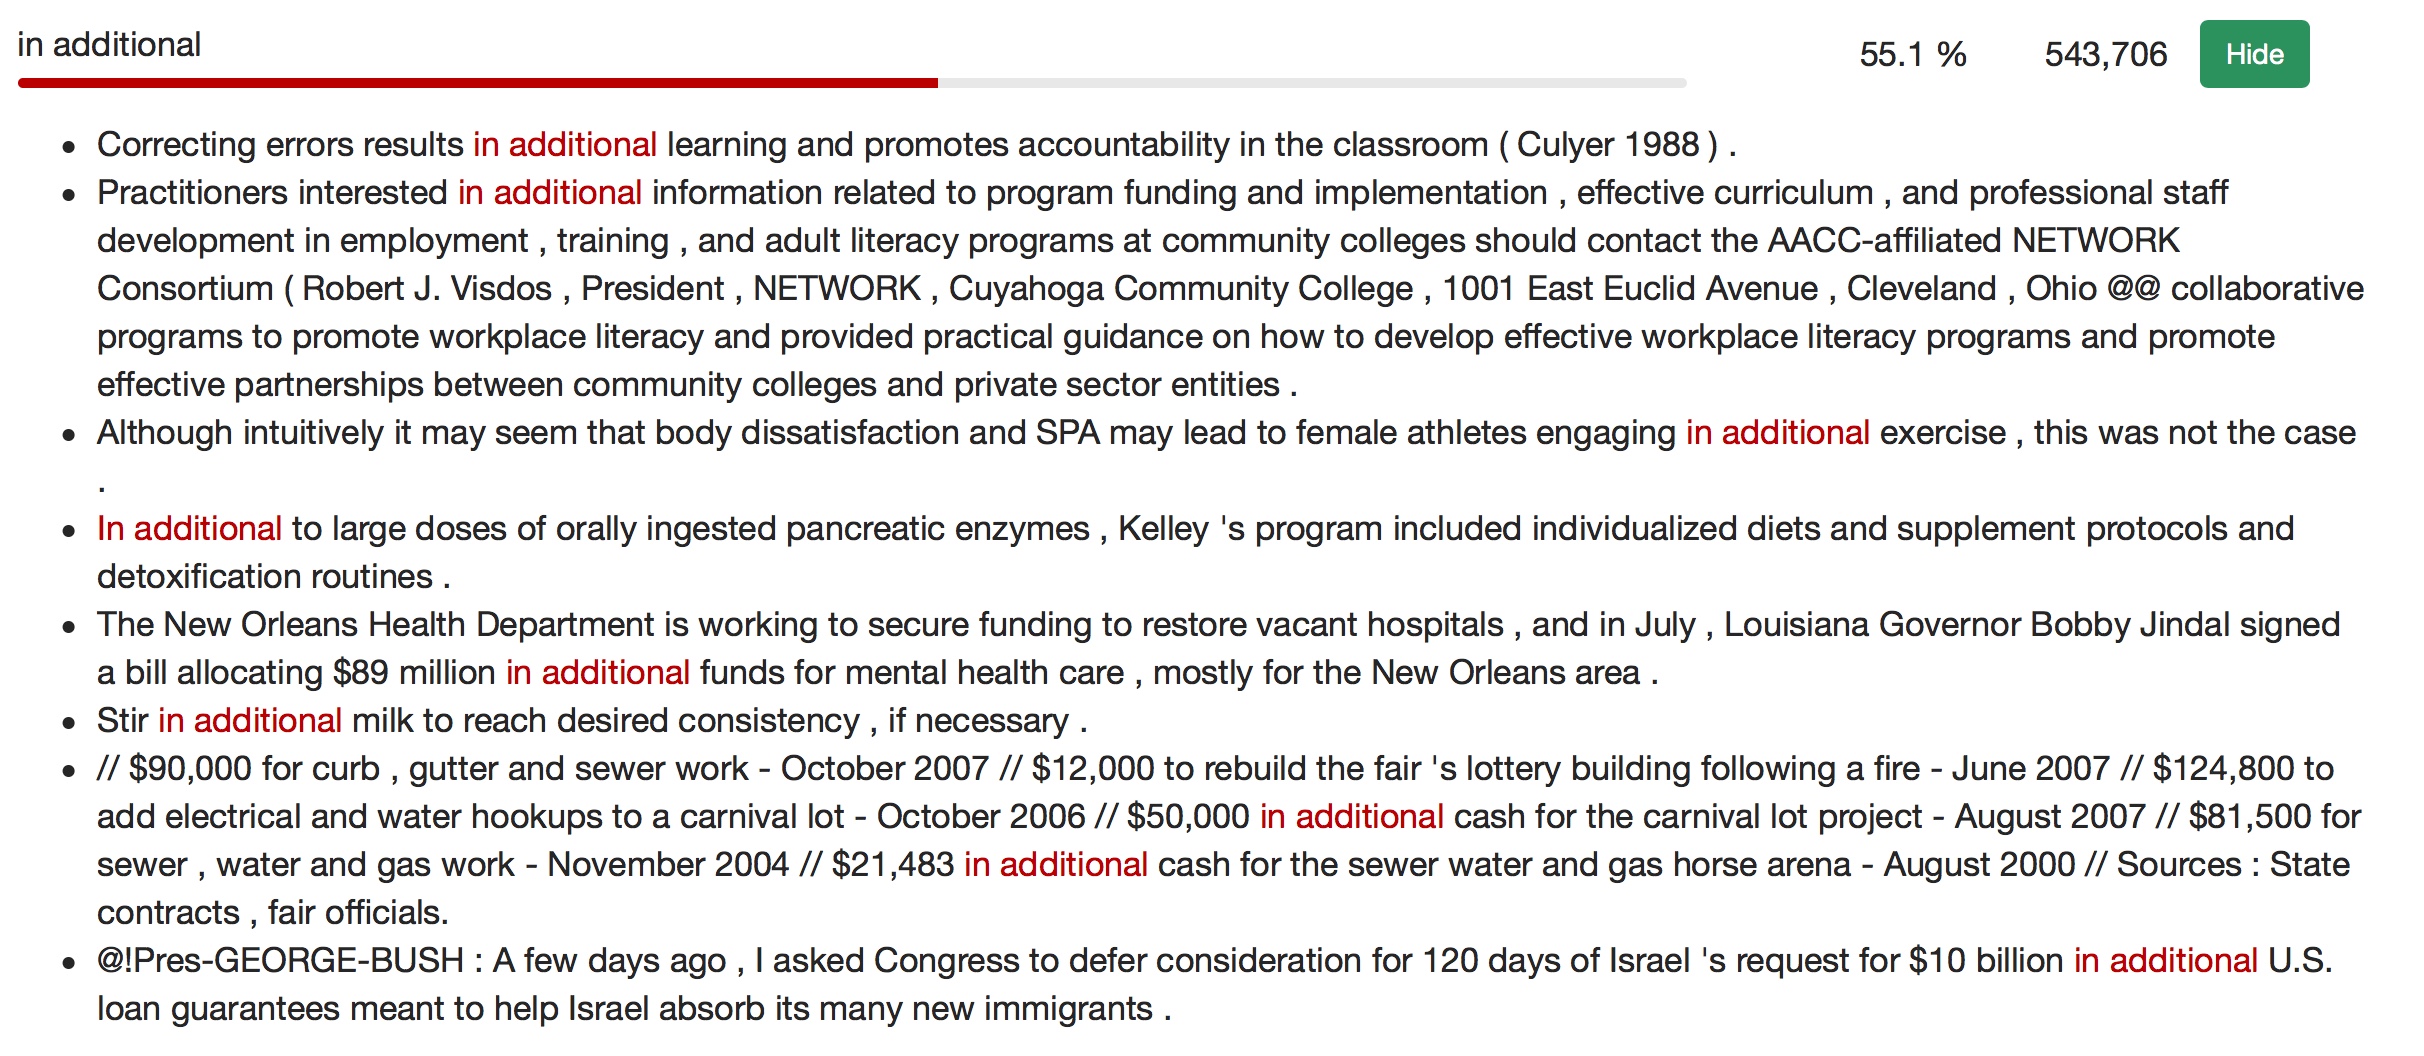 in additional
55.1 % 543,706 Hide
Correcting errors results in additional learning and promotes accountability in the classroom ( Culyer 1988 ) .
Practitioners interested in additional information related to program funding and implementation , effective curriculum , and professional staff
development in employment , training , and adult literacy programs at community colleges should contact the AACC-affiliated NETWORK
Consortium ( Robert J. Visdos , President , NETWORK , Cuyahoga Community College , 1001 East Euclid Avenue , Cleveland , Ohio @@ collaborative
programs to promote workplace literacy and provided practical guidance on how to develop effective workplace literacy programs and promote
effective partnerships between community colleges and private sector entities .
Although intuitively it may seem that body dissatisfaction and SPA may lead to female athletes engaging in additional exercise , this was not the case
.
In additional to large doses of orally ingested pancreatic enzymes , Kelley 's program included individualized diets and supplement protocols and
detoxification routines .
The New Orleans Health Department is working to secure funding to restore vacant hospitals , and in July , Louisiana Governor Bobby Jindal signed
a bill allocating $89 million in additional funds for mental health care , mostly for the New Orleans area .
Stir in additional milk to reach desired consistency , if necessary .
// $90,000 for curb , gutter and sewer work - October 2007 // $12,000 to rebuild the fair 's lottery building following a fire - June 2007 // $124,800 to
add electrical and water hookups to a carnival lot - October 2006 // $50,000 in additional cash for the carnival lot project - August 2007 // $81,500 for
sewer , water and gas work - November 2004 // $21,483 in additional cash for the sewer water and gas horse arena - August 2000 // Sources : State
contracts , fair officials.
@!Pres-GEORGE-BUSH : A few days ago , I asked Congress to defer consideration for 120 days of Israel 's request for $10 billion in additional U.S.
loan guarantees meant to help Israel absorb its many new immigrants .